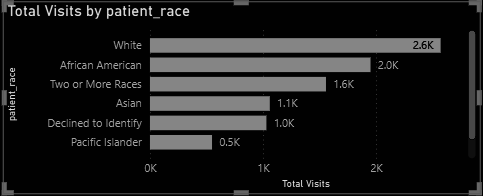 Total Visits by patient_race
patient_race
White 2.6K
African American 2.0K
Two or More Races 1.6K
Asian 1.1K
Declined to Identify 1.0K
Pacific Islander 0.5K
0K 1K 2K
Total Visits